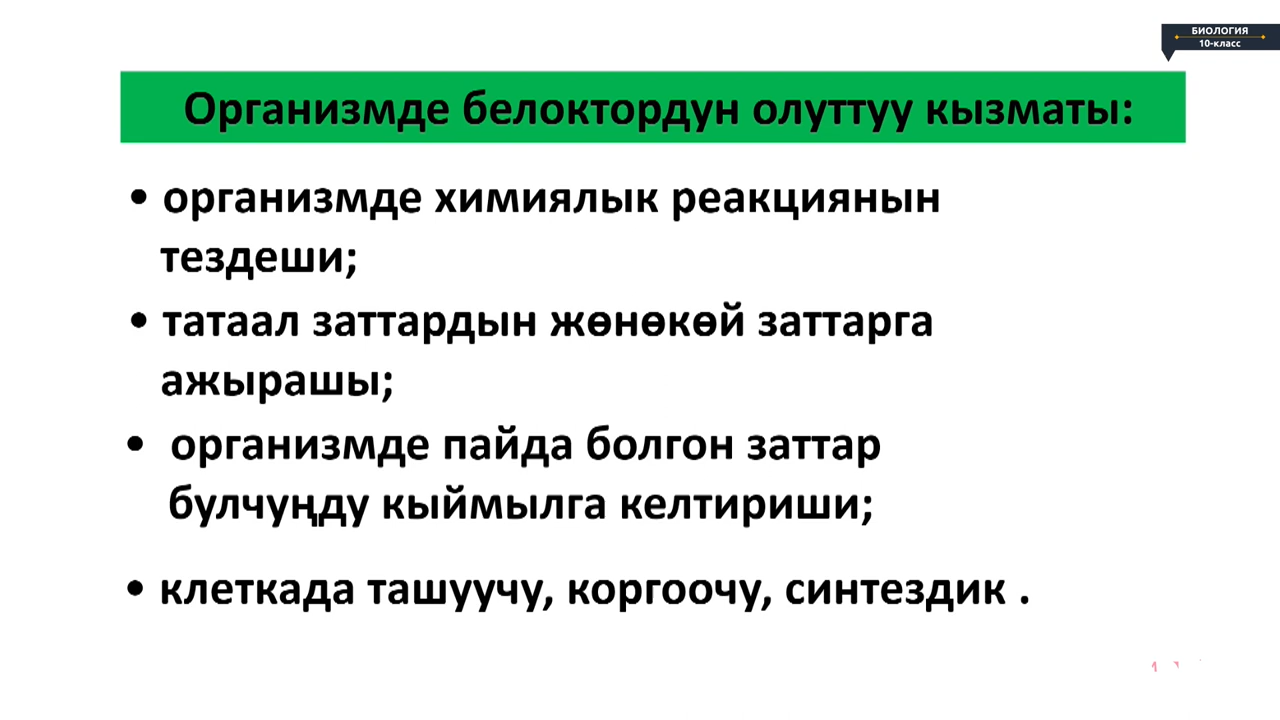 БИОЛОГИЯ
10-класс
Организмде белоктордун олуттуу кызматы:
• организмде химиялык реакциянын
тездеши;
• татаал заттардын жөнөкөй заттарга
ажырашы;
• организмде пайда болгон заттар
булчуңду кыймылга келтириши;
• клеткада ташуучу, коргоочу, синтездик .